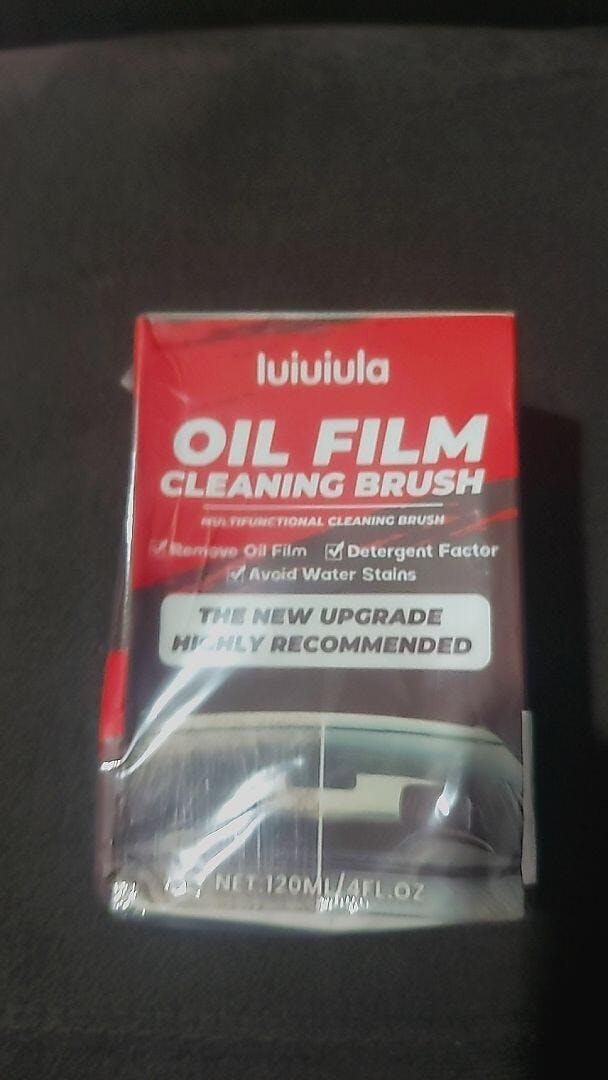 luiuiula
OIL FILM
CLEANING BRUSH
MULTIFUNCTIONAL CLEANING BRUSH
Remove Oil Film Detergent Factor
Avoid Water Stains
THE NEW UPGRADE
HIGHLY RECOMMENDED
NET:120ML/4FL.OZ